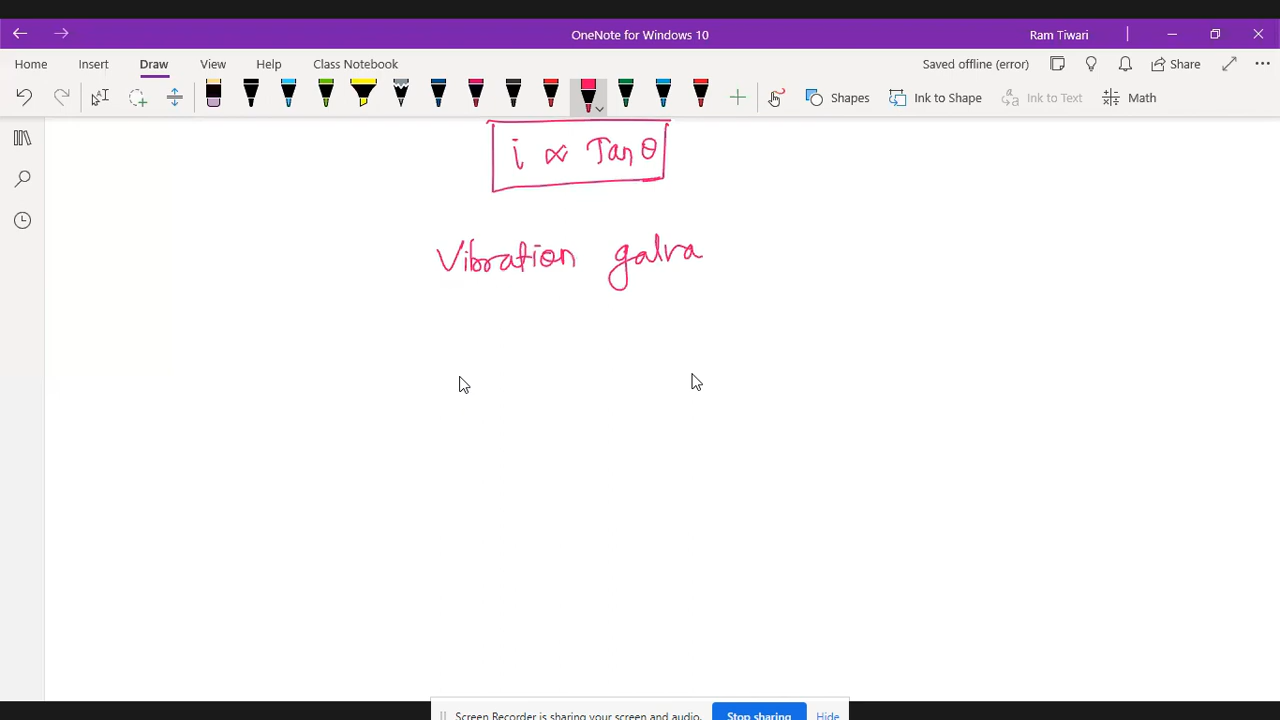 OneNote for Windows 10
Ram Tiwari
Home Insert Draw View Help Class Notebook
Saved offline (error) Share
Shapes Ink to Shape Ink to Text Math
i ∝ Tan θ
Vibration galva
Screen Recorder is sharing your screen and audio. Stop sharing Hide